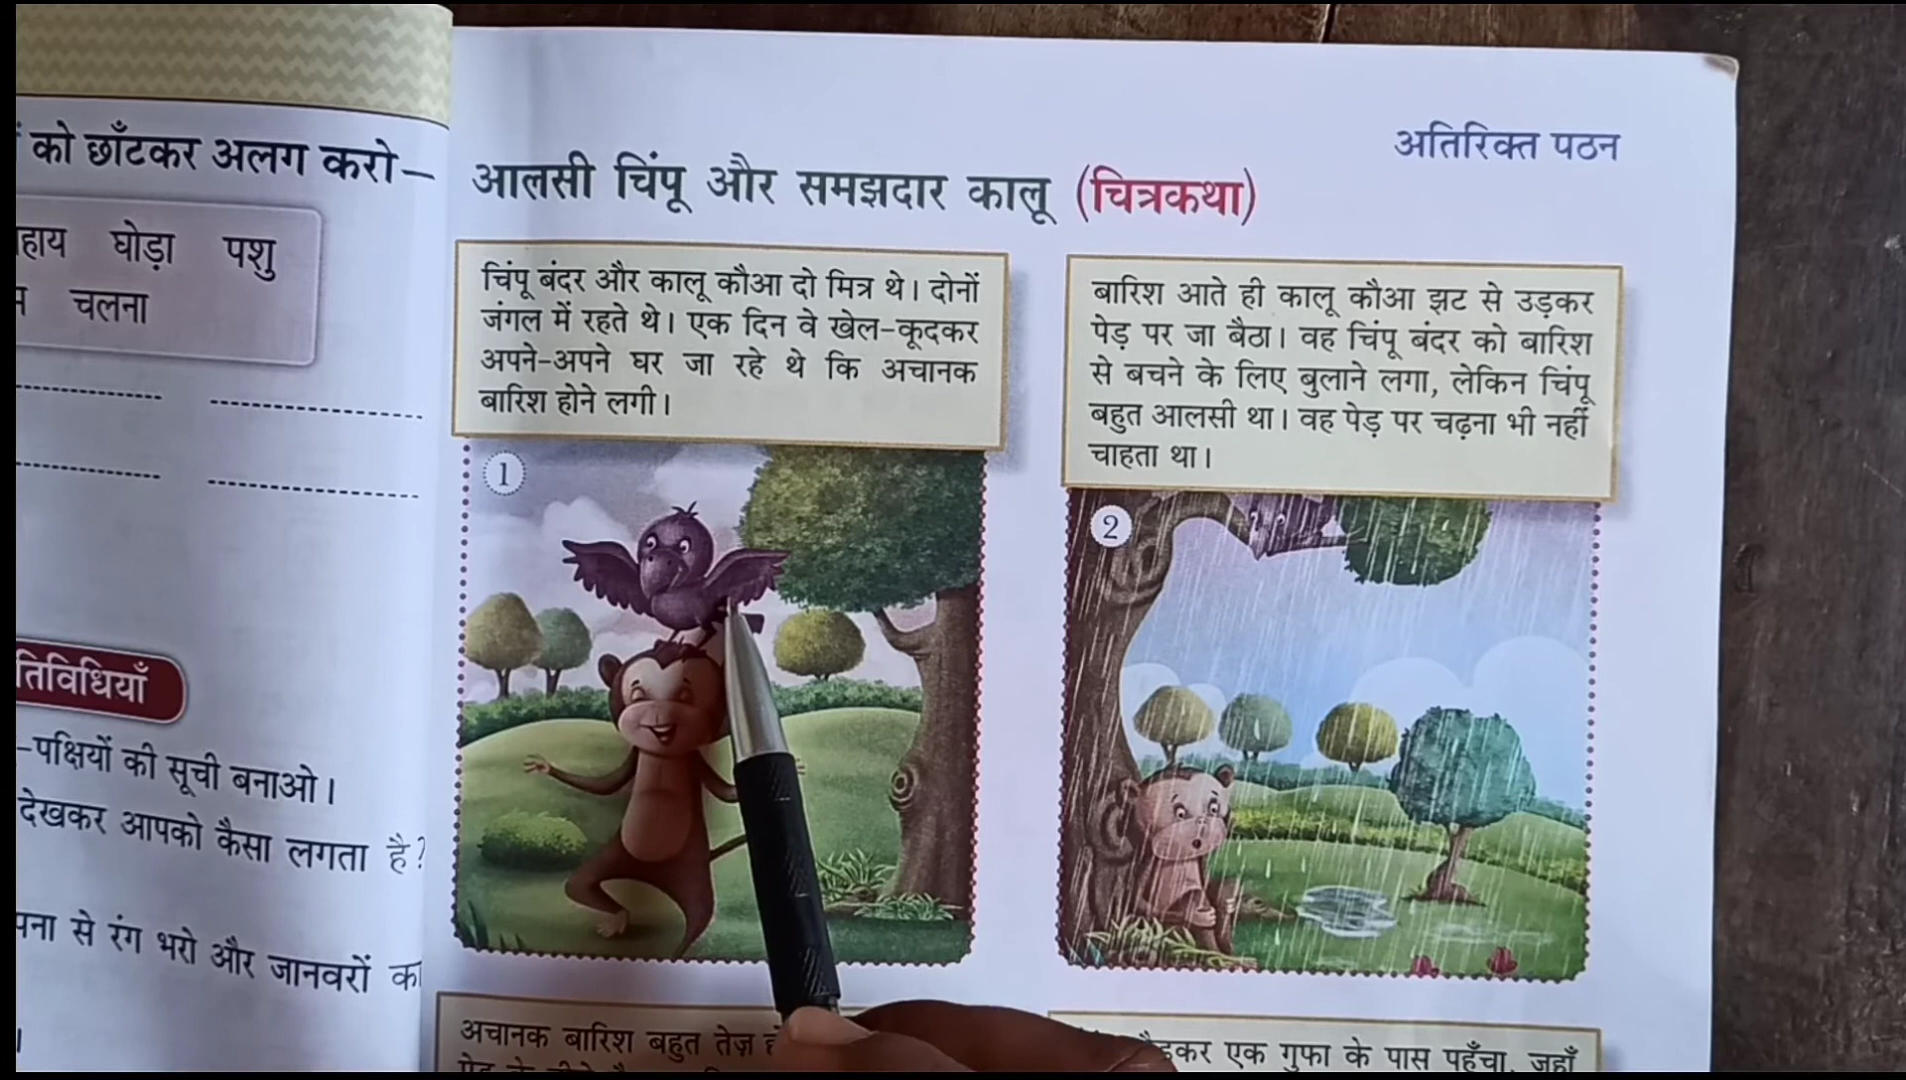 को छाँटकर अलग करो—
घोड़ा पशु
चलना
-पक्षियों की सूची बनाओ।
देखकर आपको कैसा लगता है?
से रंग भरो और जानवरों
अतिरिक्त पठन
आलसी चिंपू और समझदार कालू (चित्रकथा)
चिंपू बंदर और कालू कौआ दो मित्र थे। दोनों
जंगल में रहते थे। एक दिन वे खेल-कूदकर
अपने-अपने घर जा रहे थे कि अचानक
बारिश होने लगी।
1
बारिश आते ही कालू कौआ झट से उड़कर
पेड़ पर जा बैठा। वह चिंपू बंदर को बारिश
से बचने के लिए बुलाने लगा, लेकिन चिंपू
बहुत आलसी था। वह पेड़ पर चढ़ना भी नहीं
चाहता था।
2
अचानक बारिश बहुत तेज़
एक गुफा के पास पहुँचा, जहाँ